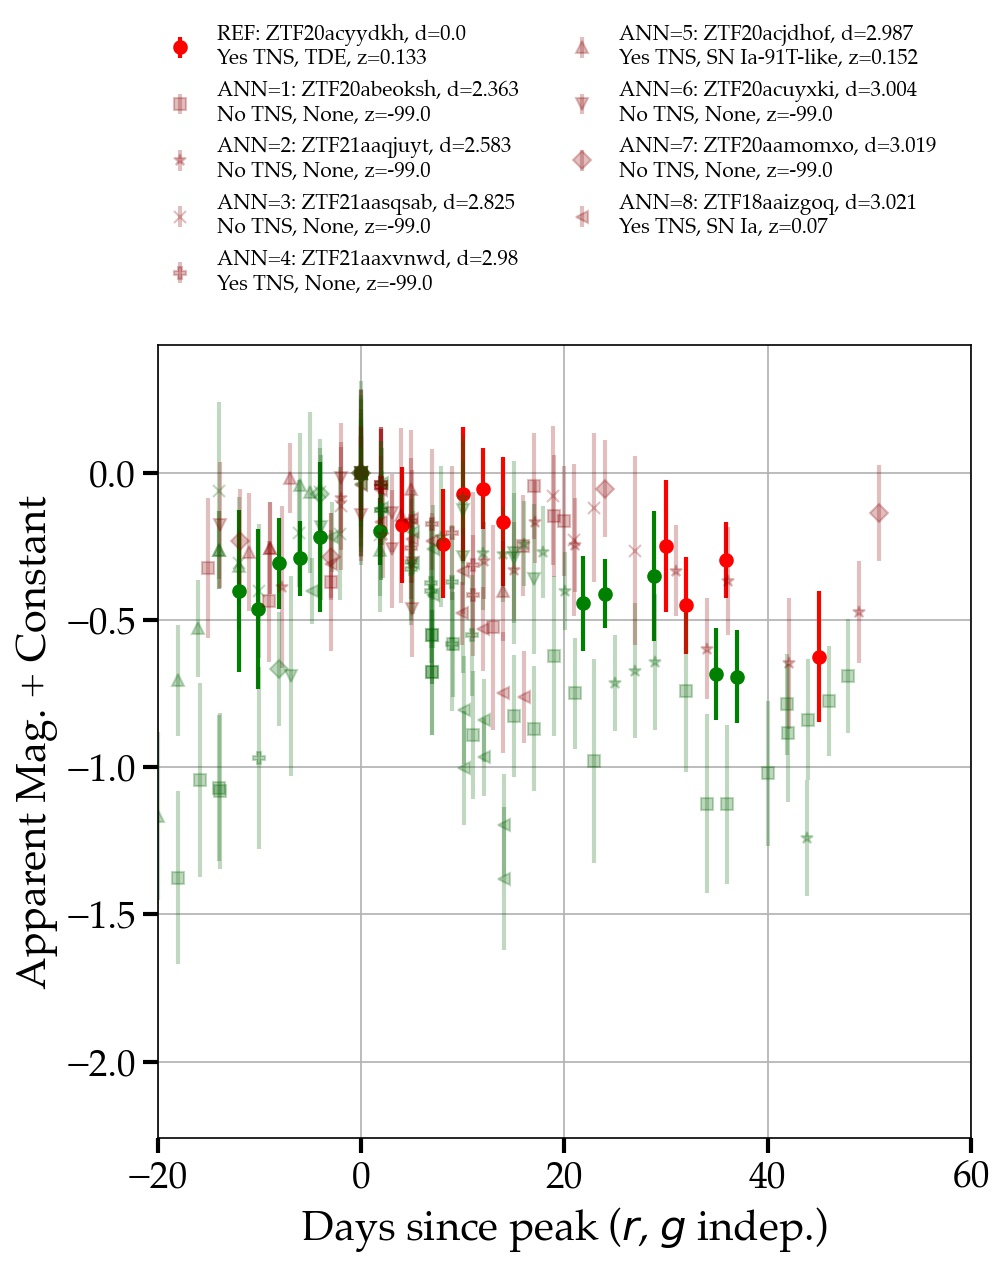 REF: ZTF20acyydkh, d=0.0
Yes TNS, TDE, z=0.133
ANN=1: ZTF20abeoksh, d=2.363
No TNS, None, z=-99.0
ANN=2: ZTF21aaqjuyt, d=2.583
No TNS, None, z=-99.0
ANN=3: ZTF21aasqsab, d=2.825
No TNS, None, z=-99.0
ANN=4: ZTF21aaxvnwd, d=2.98
Yes TNS, None, z=-99.0
ANN=5: ZTF20acjdhof, d=2.987
Yes TNS, SN Ia-91T-like, z=0.152
ANN=6: ZTF20acuyxki, d=3.004
No TNS, None, z=-99.0
ANN=7: ZTF20aamomxo, d=3.019
No TNS, None, z=-99.0
ANN=8: ZTF18aaizgoq, d=3.021
Yes TNS, SN Ia, z=0.07
Apparent Mag. + Constant
0.0
−0.5
−1.0
−1.5
−2.0
−20
0
20
40
60
Days since peak (r, g indep.)